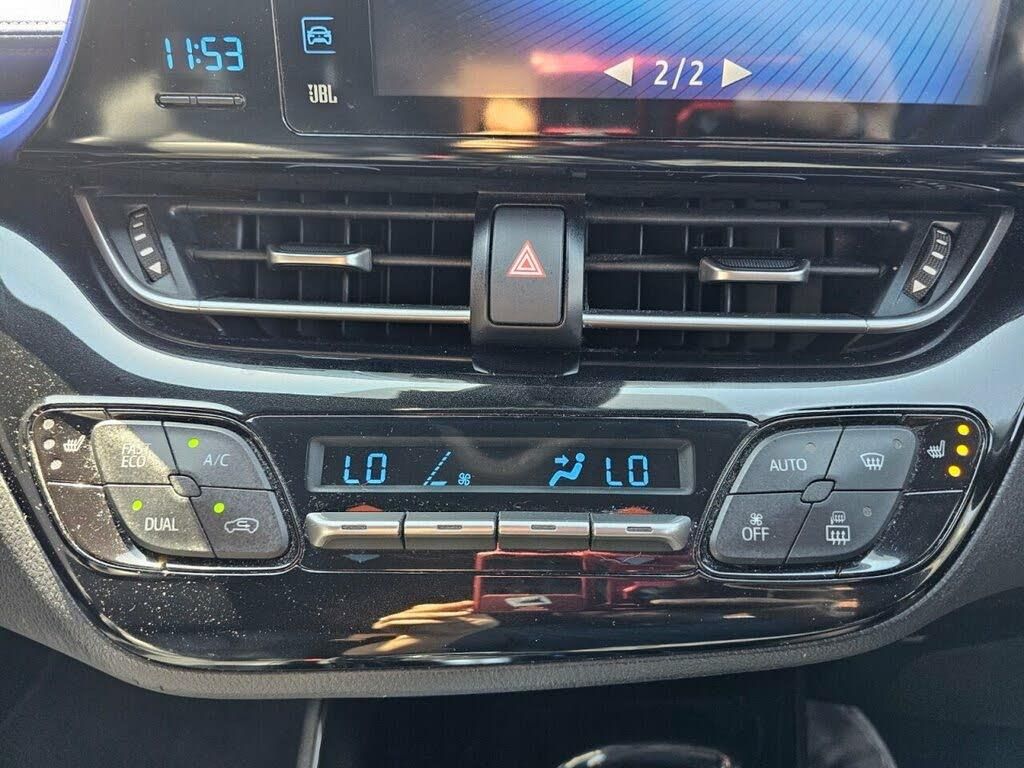 11:53
JBL
2/2
FAST
ECO
A/C
DUAL
LO
LO
AUTO
OFF